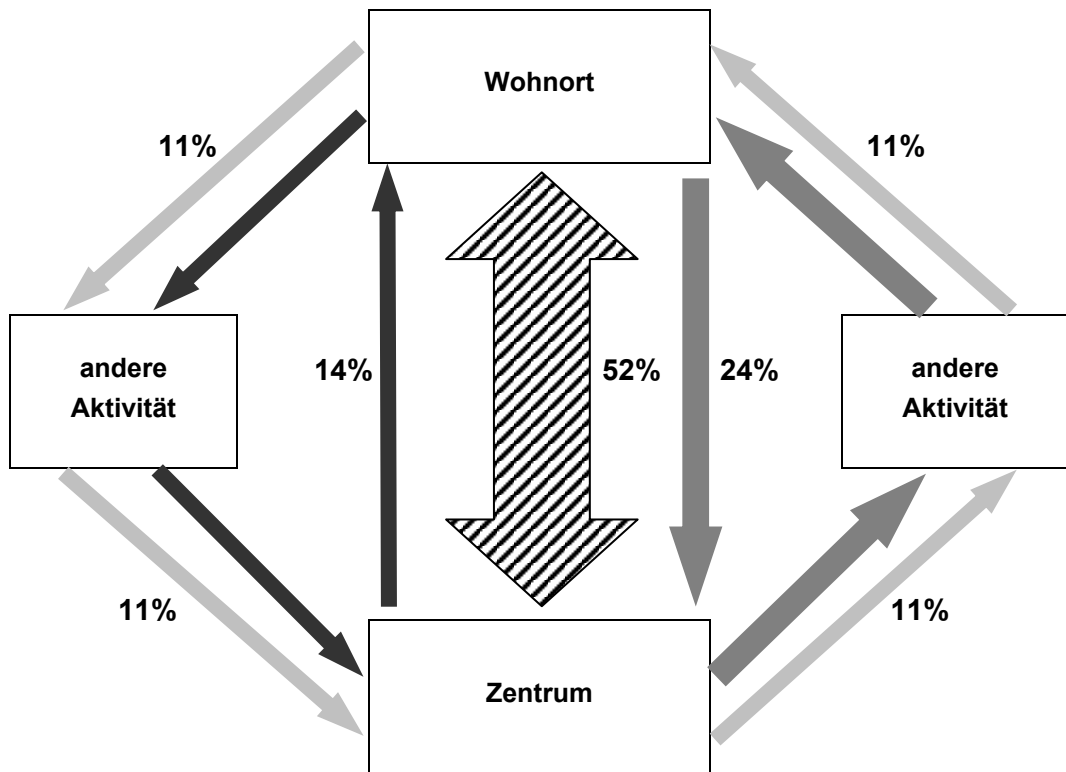 Wohnort
11%
11%
andere
Aktivität
14%
52%
24%
andere
Aktivität
11%
11%
Zentrum